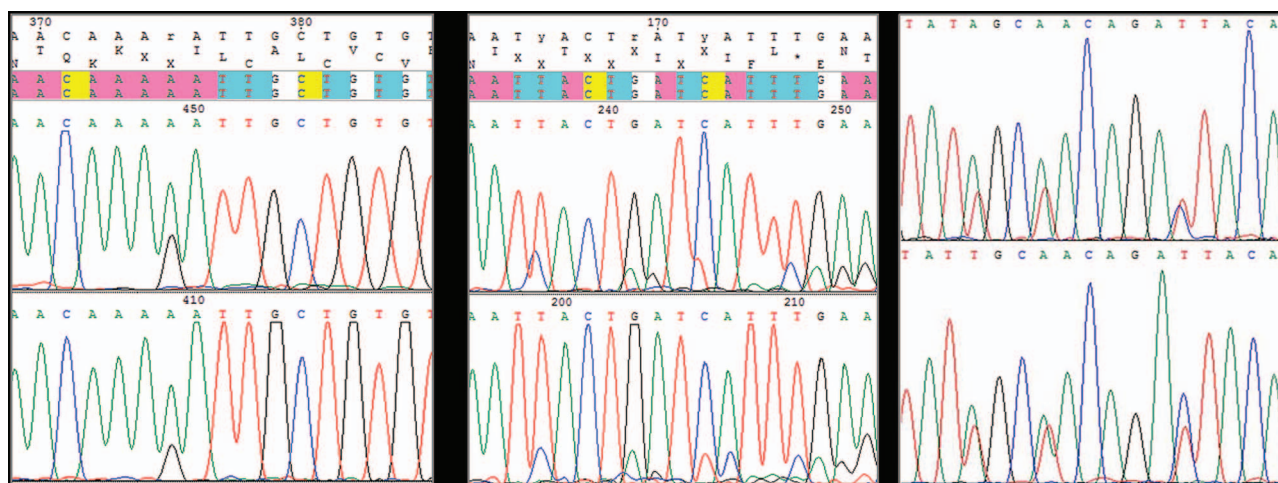 370 380
A A C A A A r A T T G C T G T G T
T K I A V
Q X L L C
N K X C C V
A A C A A A A A T T G C T G T G T
A A C A A A A A T T G C T G T G T
450
A A C A A A A A T T G C T G T G T
410
A A C A A A A A T T G C T G T G T
170
A A T y A C T r A T y A T T T G A A
I T X X L N
X X I I * T
N X X X F E
A A T T A C T G A T C A T T T G A A
A A T T A C T G A T C A T T T G A A
240 250
A A T T A C T G A T C A T T T G A A
200 210
A A T T A C T G A T C A T T T G A A
T A T A G C A A C A G A T T A C A
T A T T G C A A C A G A T T A C A